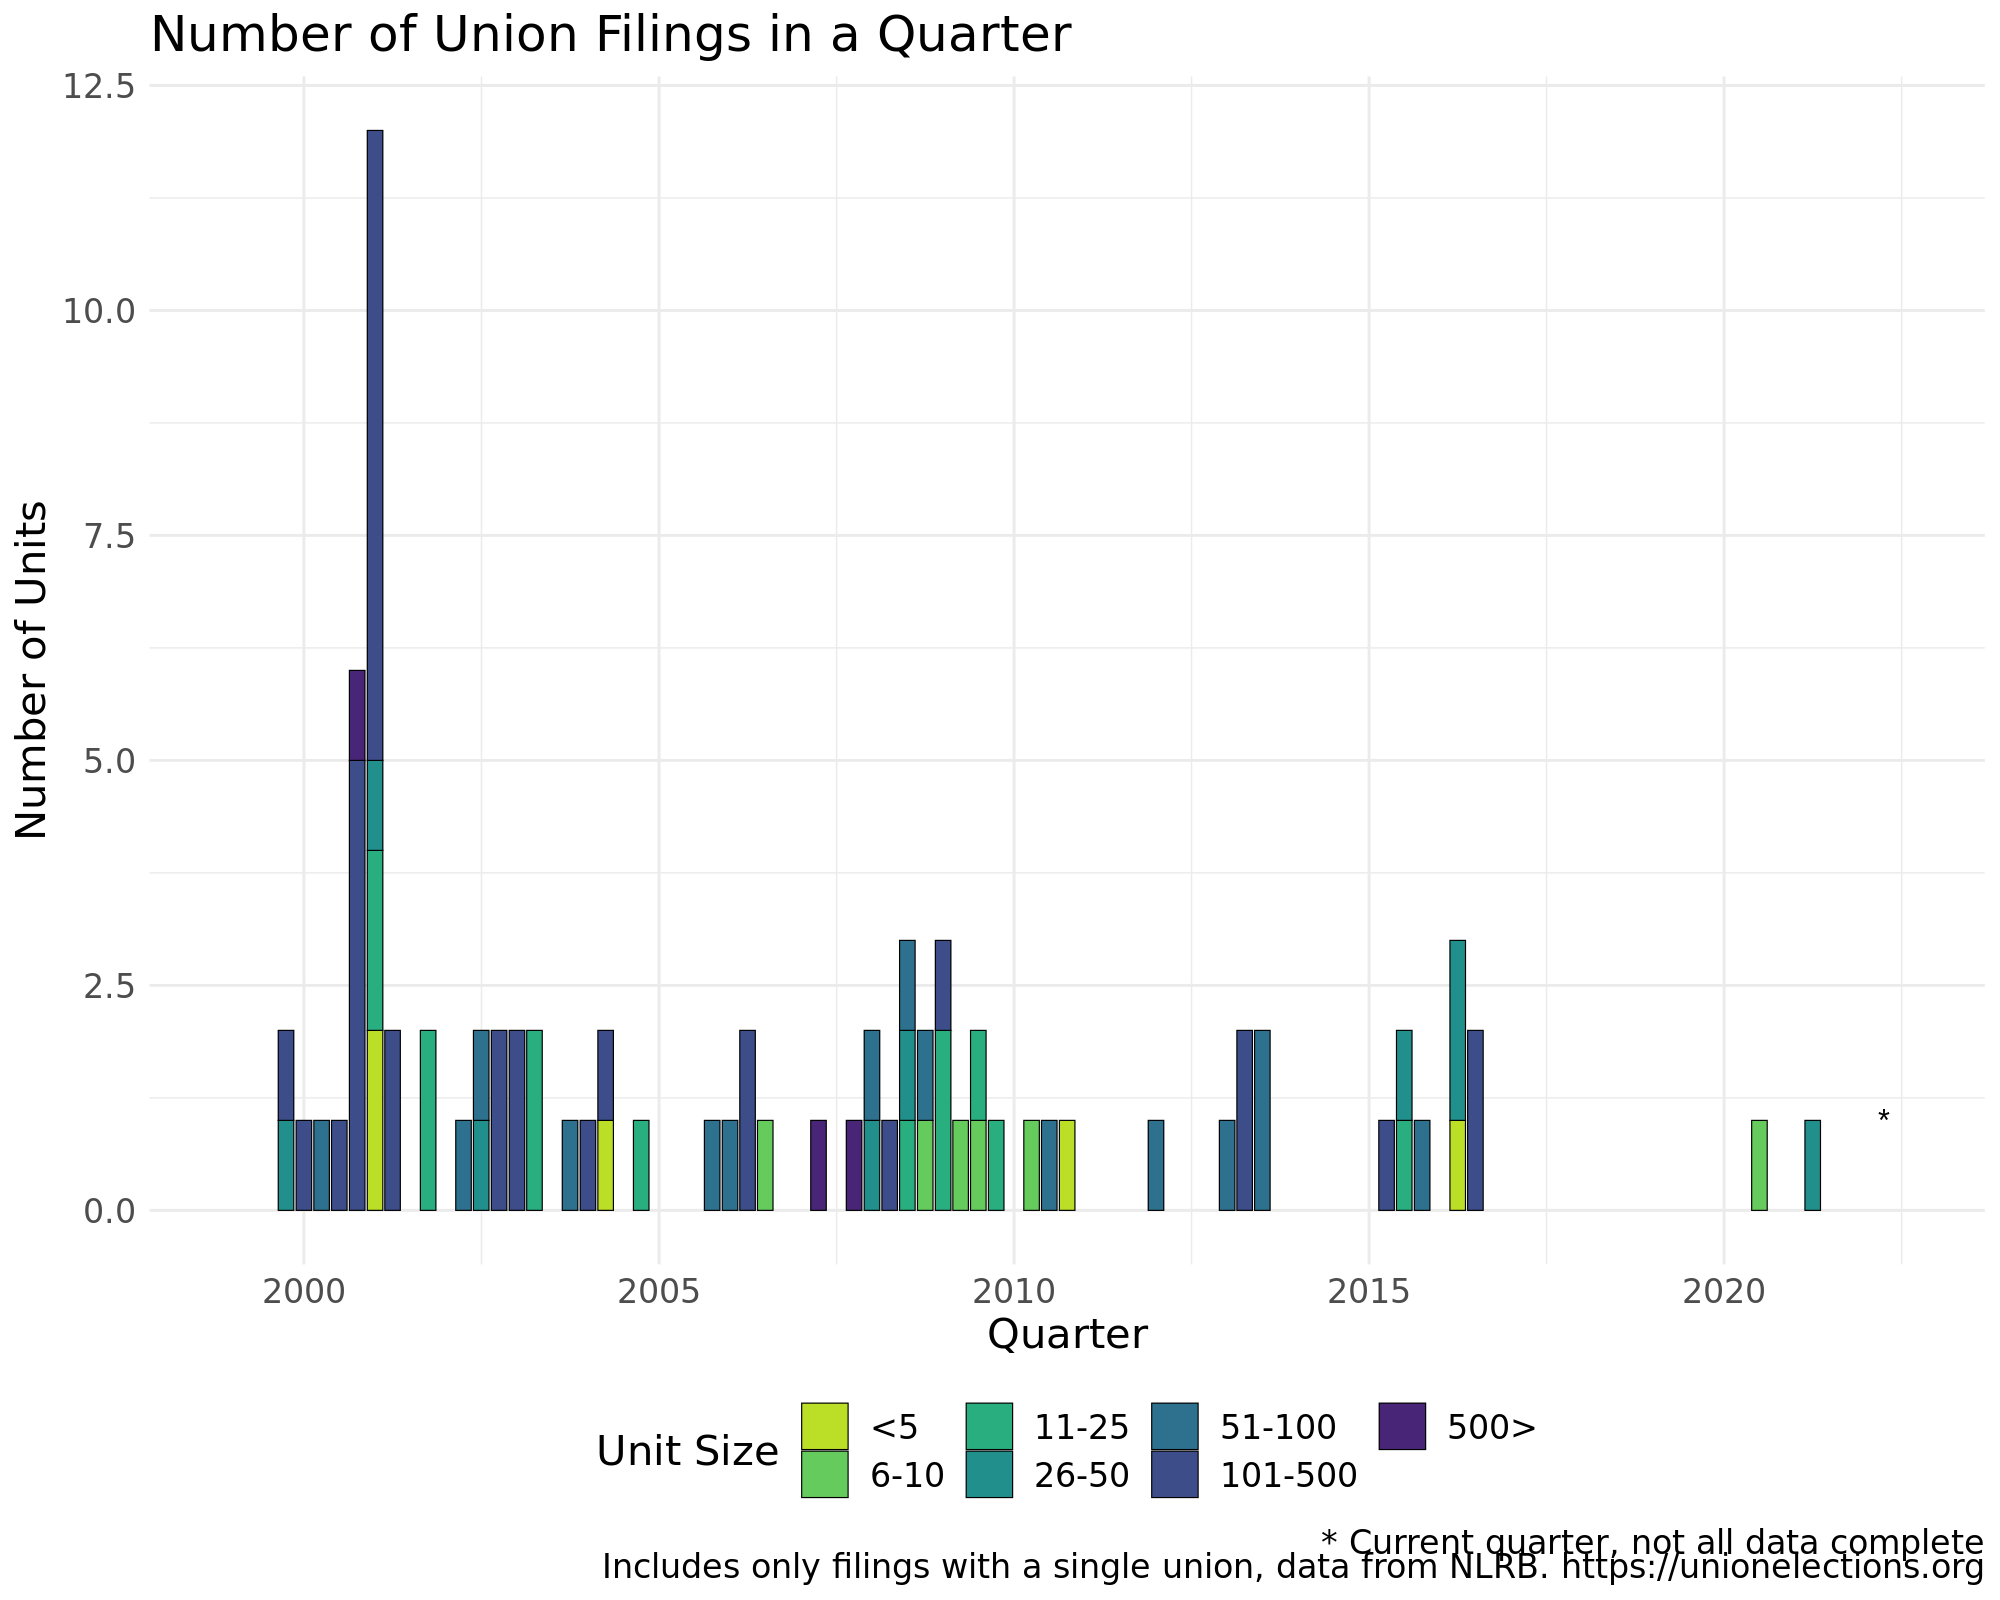 Number of Union Filings in a Quarter
12.5
10.0
7.5
5.0
2.5
0.0
Number of Units
*
2000 2005 2010 2015 2020
Quarter
Unit Size
<5 11-25 51-100 500>
6-10 26-50 101-500
* Current quarter, not all data complete
Includes only filings with a single union, data from NLRB. https://unionelections.org